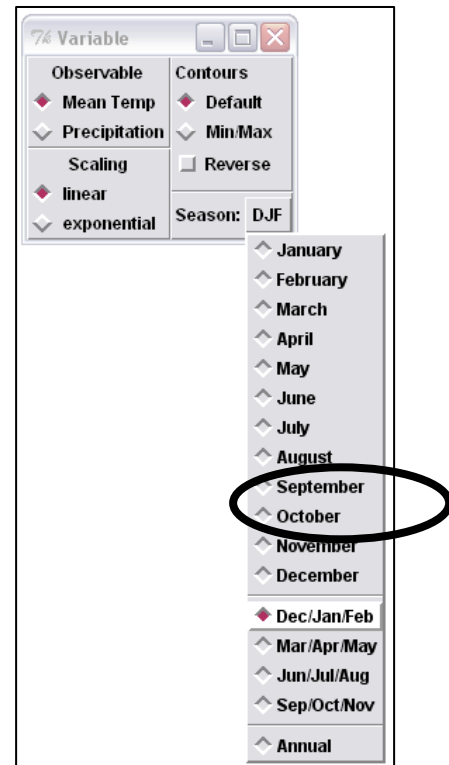 7% Variable
Observable
Mean Temp
Precipitation
Scaling
linear
exponential
Contours
Default
Min/Max
Reverse
Season: DJF
January
February
March
April
May
June
July
August
September
October
November
December
Dec/Jan/Feb
Mar/Apr/May
Jun/Jul/Aug
Sep/Oct/Nov
Annual